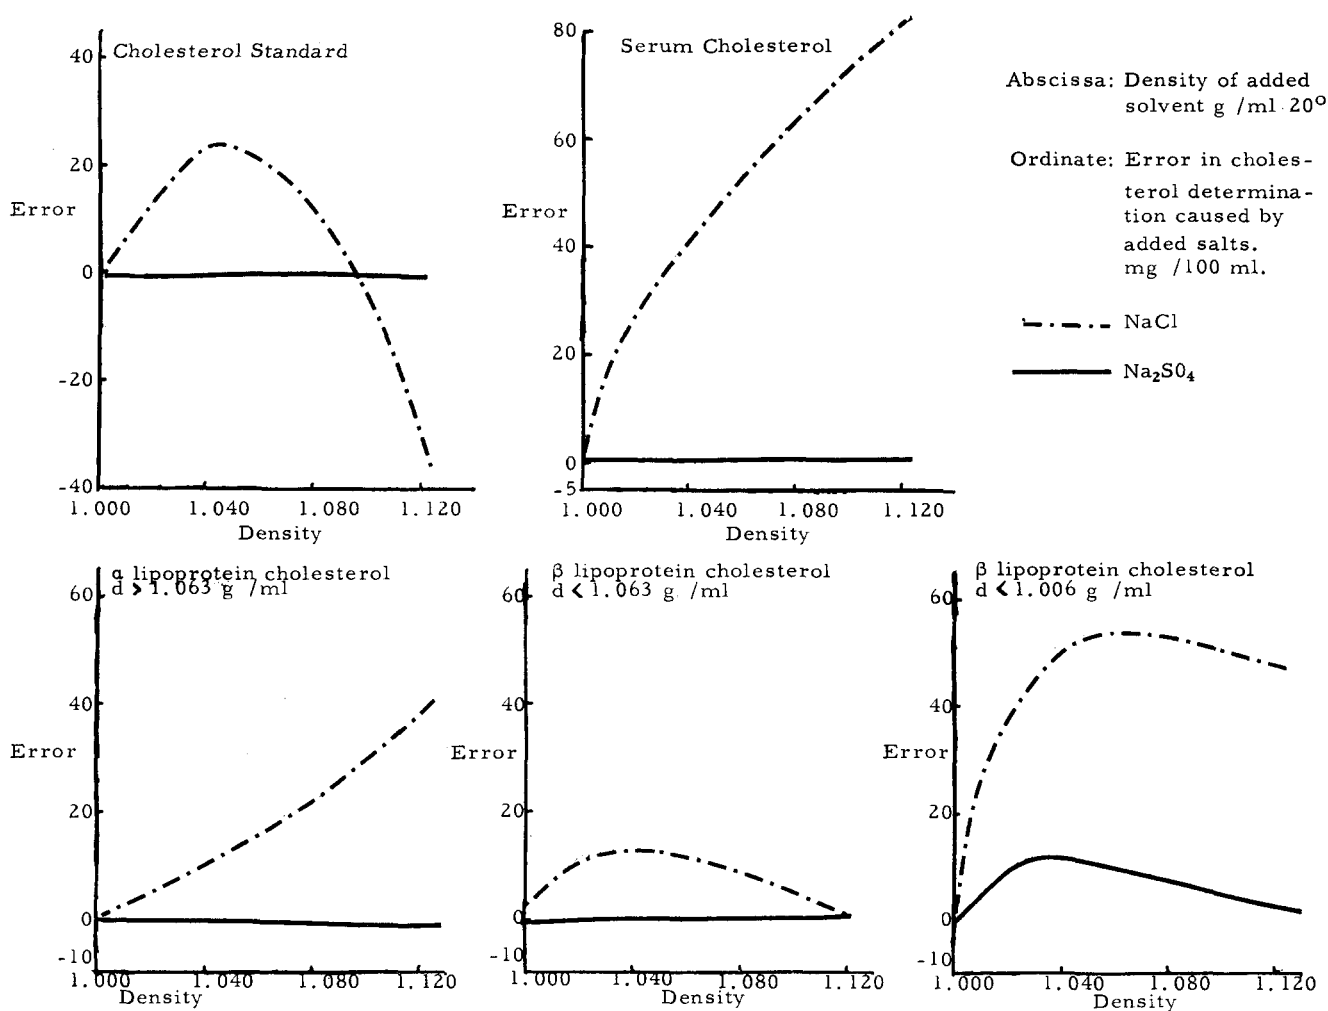 Cholesterol Standard
40
20
Error
0
-20
-40
1.000 1.040 1.080 1.120
Density
Serum Cholesterol
80
60
Error
40
20
0
-5
1.000 1.040 1.080 1.120
Density
Abscissa: Density of added
solvent g /ml 20°
Ordinate: Error in choles-
terol determina-
tion caused by
added salts.
mg /100 ml.
NaCl
Na₂SO₄
α lipoprotein cholesterol
d > 1.063 g /ml
60
40
Error
20
0
-10
1.000 1.040 1.080 1.120
Density
β lipoprotein cholesterol
d < 1.063 g /ml
60
40
Error
20
0
-10
1.000 1.040 1.080 1.120
Density
β lipoprotein cholesterol
d < 1.006 g /ml
60
40
Error
20
0
-10
1.000 1.040 1.080 1.120
Density